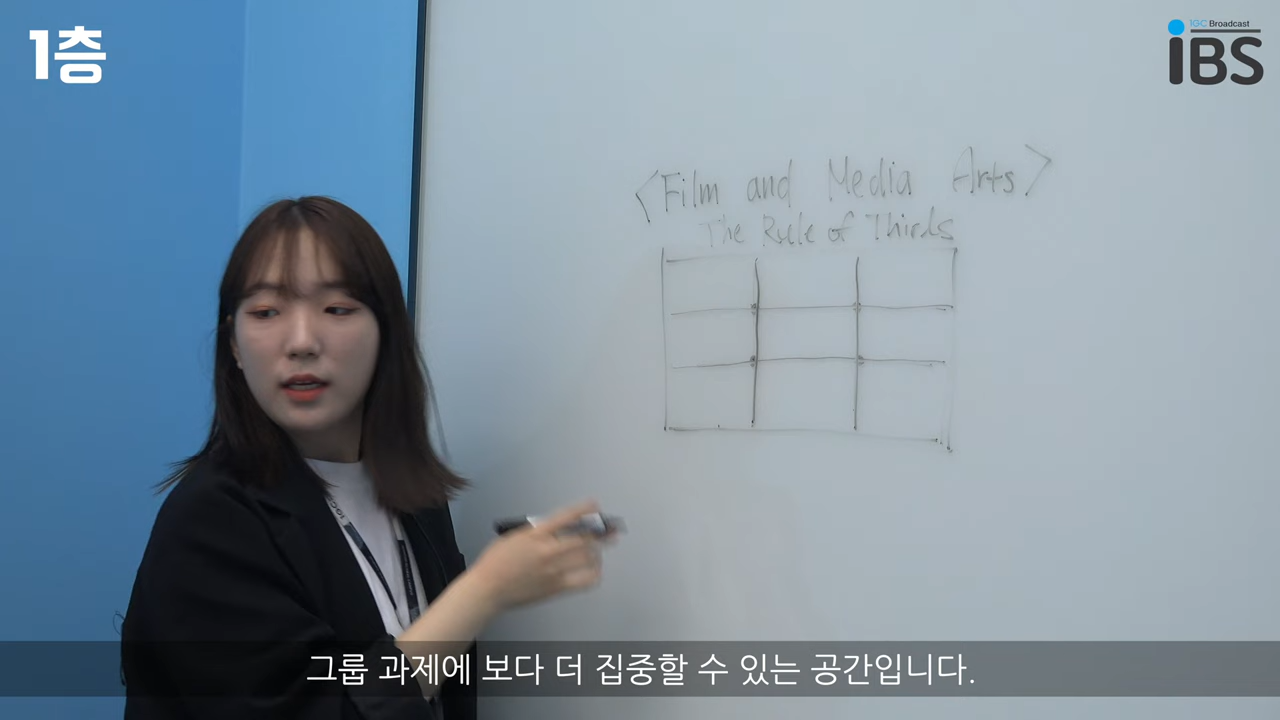 1층
IGC Broadcast
iBS
<Film and Media Arts>
The Rule of Thirds
그룹 과제에 보다 더 집중할 수 있는 공간입니다.